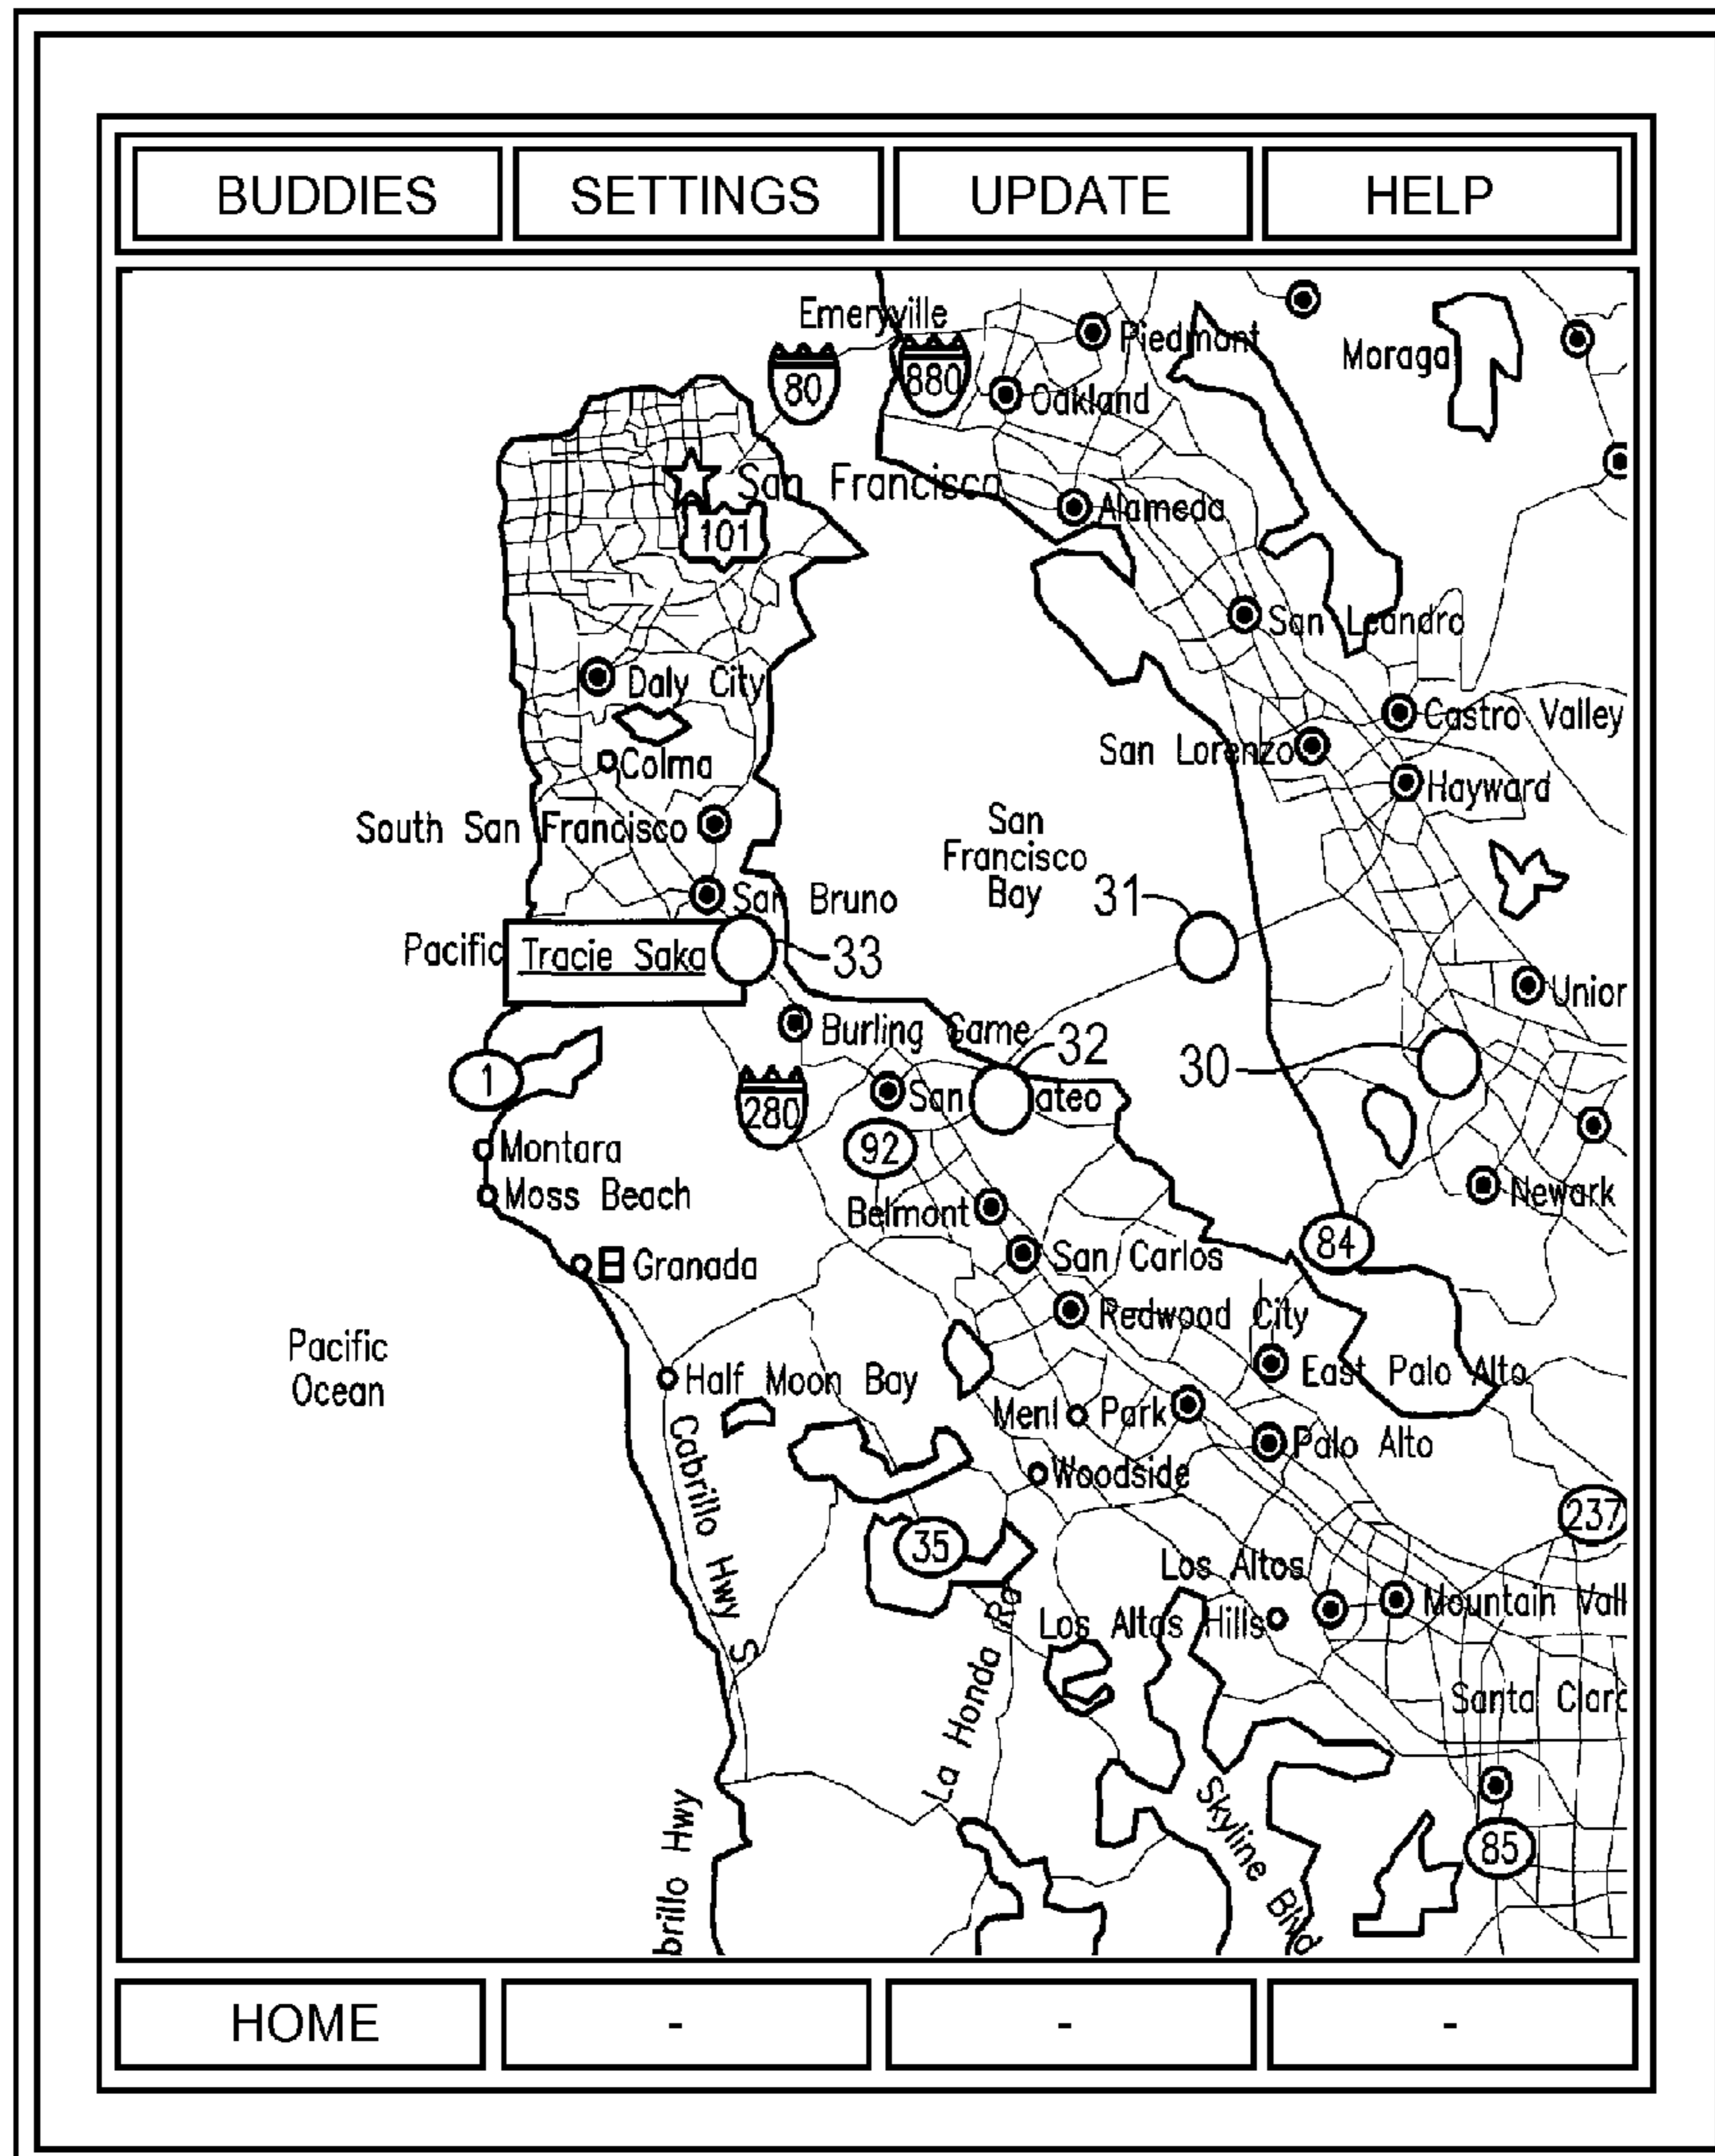 BUDDIES SETTINGS UPDATE HELP
Emeryville
Piedmont
Moraga
80
880
Oakland
San Francisco
Alameda
101
San Leandro
Daly City
Castro Valley
San Lorenzo
Colma
Hayward
South San Francisco
San
Francisco
Bay
31
San Bruno
Pacific
Tracie Saka
33
Union
Burling Game
32
30
1
280
San ateo
92
Montara
Moss Beach
Newark
Belmont
84
San Carlos
Granada
Redwood City
Pacific
Ocean
East Palo Alto
Half Moon Bay
Menl Park
Palo Alto
Woodside
Cabrillo Hwy S
237
35
Los Altos
Mountain Vall
Los Altos Hills
La Honda Rd
Santa Clara
Skyline Blvd
85
brillo Hwy
HOME - - -